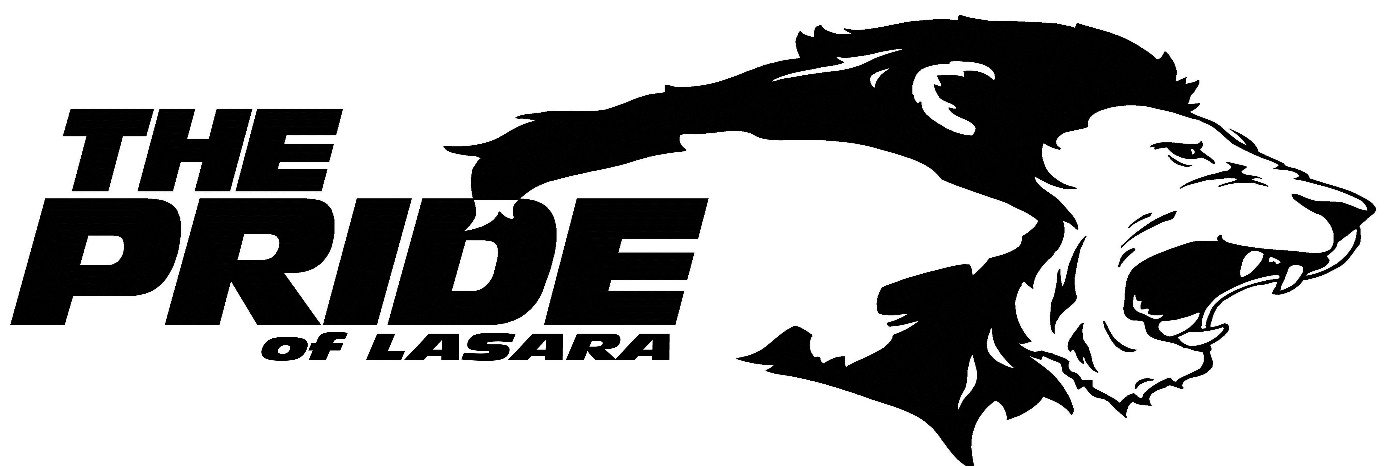 THE
PRIDE
of LASARA